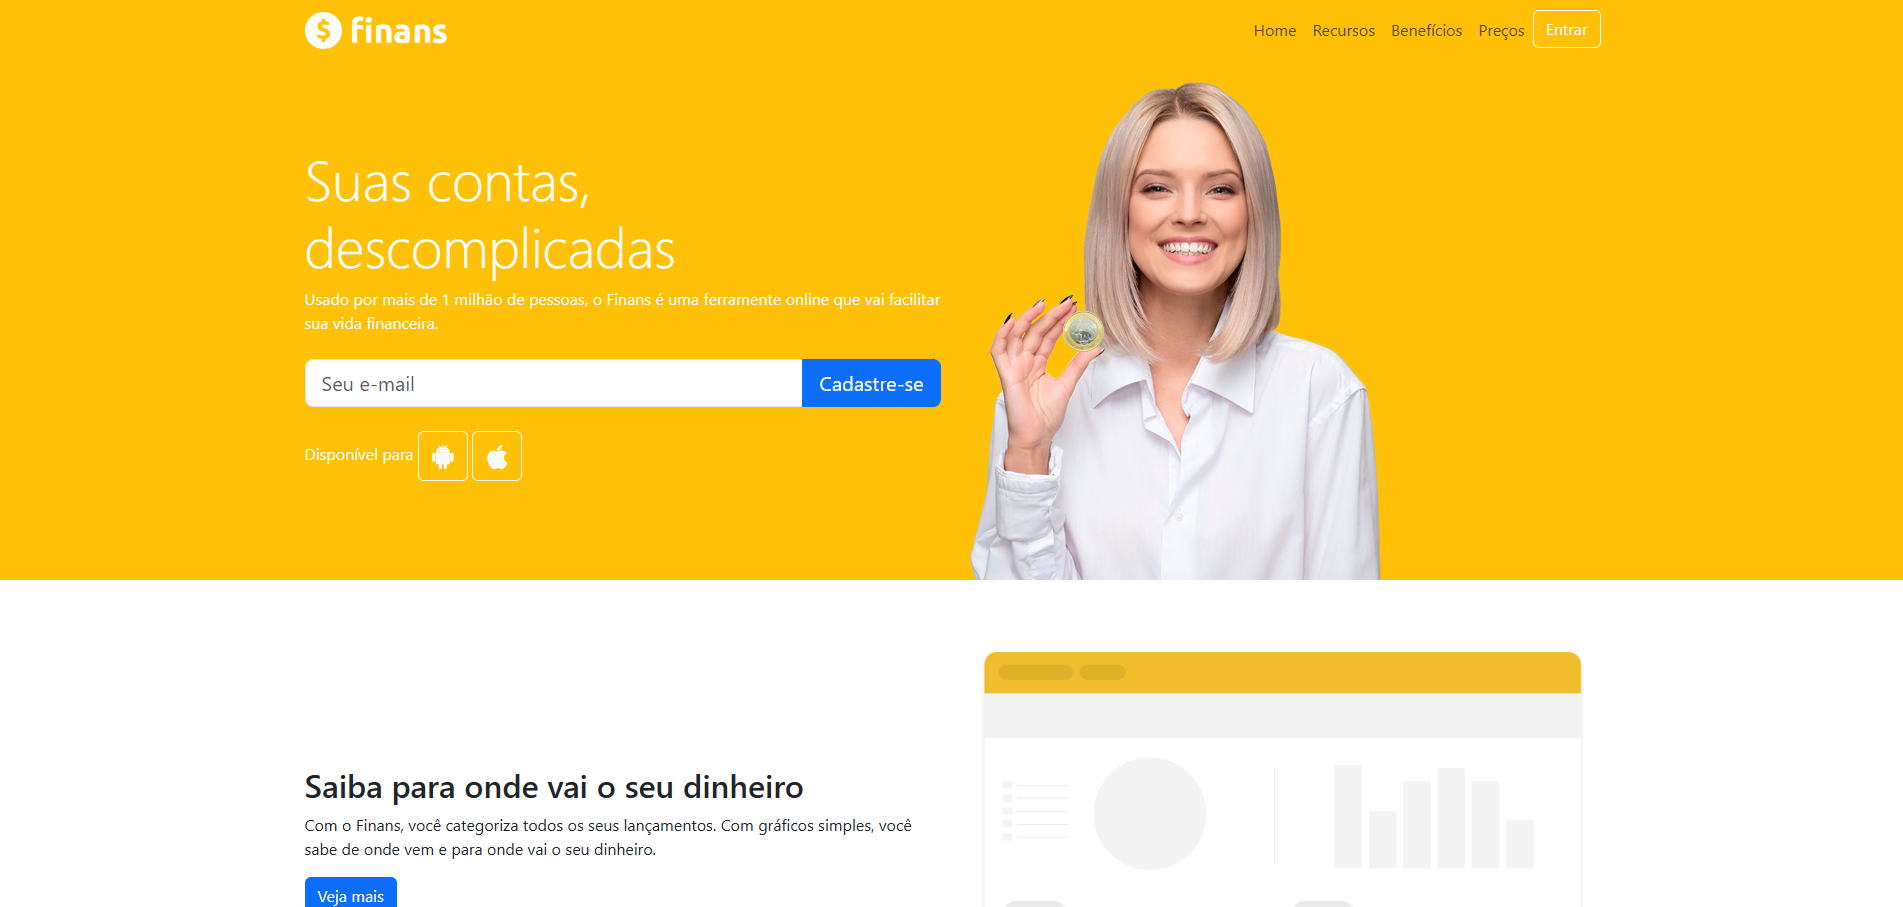 finans
Home Recursos Benefícios Preços Entrar
Suas contas,
descomplicadas
Usado por mais de 1 milhão de pessoas, o Finans é uma ferramente online que vai facilitar
sua vida financeira.
Seu e-mail Cadastre-se
Disponível para
Saiba para onde vai o seu dinheiro
Com o Finans, você categoriza todos os seus lançamentos. Com gráficos simples, você
sabe de onde vem e para onde vai o seu dinheiro.
Veja mais